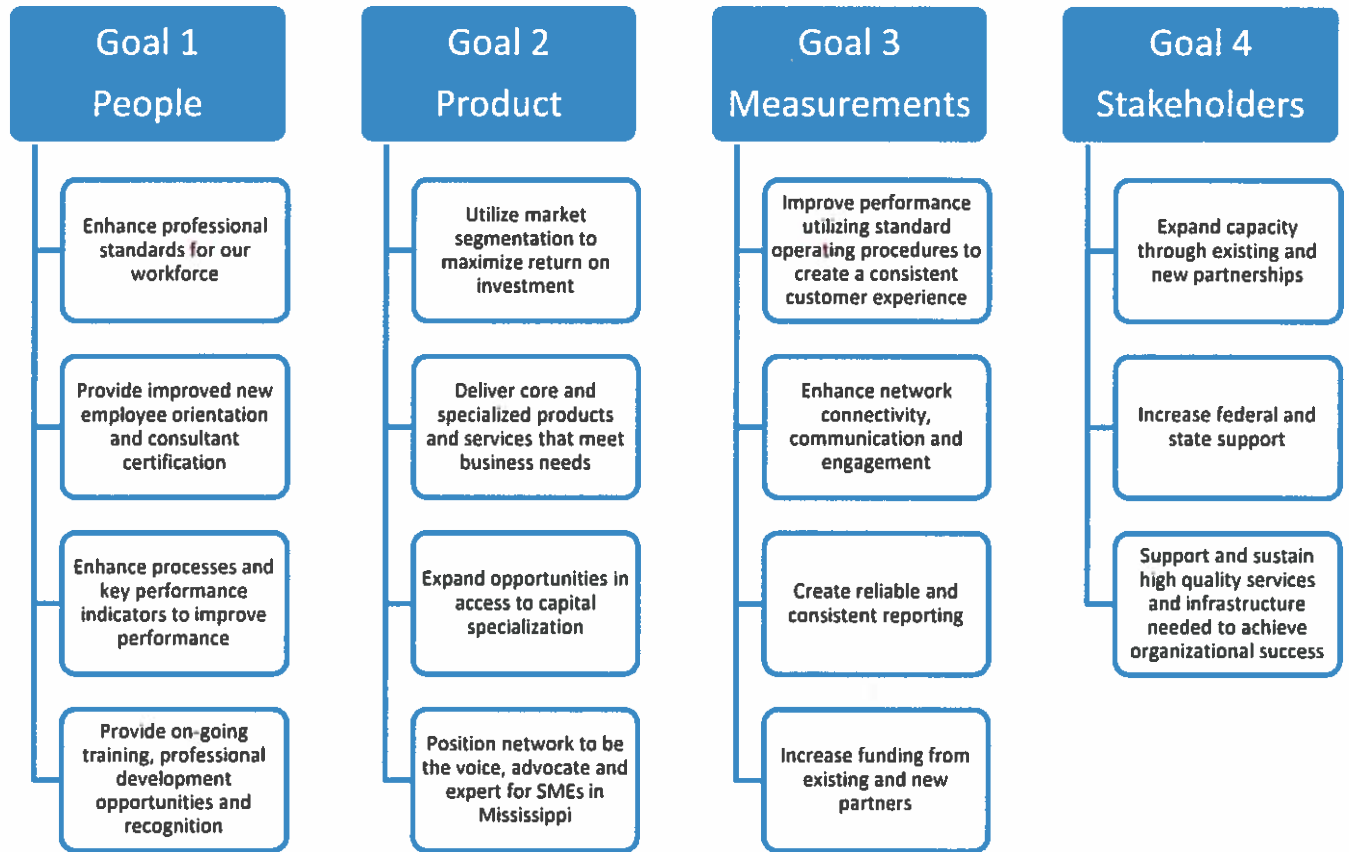 Goal 1
People
Enhance professional
standards for our
workforce
Provide improved new
employee orientation
and consultant
certification
Enhance processes and
key performance
indicators to improve
performance
Provide on-going
training, professional
development
opportunities and
recognition
Goal 2
Product
Utilize market
segmentation to
maximize return on
investment
Deliver core and
specialized products
and services that meet
business needs
Expand opportunities in
access to capital
specialization
Position network to be
the voice, advocate and
expert for SMEs in
Mississippi
Goal 3
Measurements
Improve performance
utilizing standard
operating procedures to
create a consistent
customer experience
Enhance network
connectivity,
communication and
engagement
Create reliable and
consistent reporting
Increase funding from
existing and new
partners
Goal 4
Stakeholders
Expand capacity
through existing and
new partnerships
Increase federal and
state support
Support and sustain
high quality services
and infrastructure
needed to achieve
organizational success